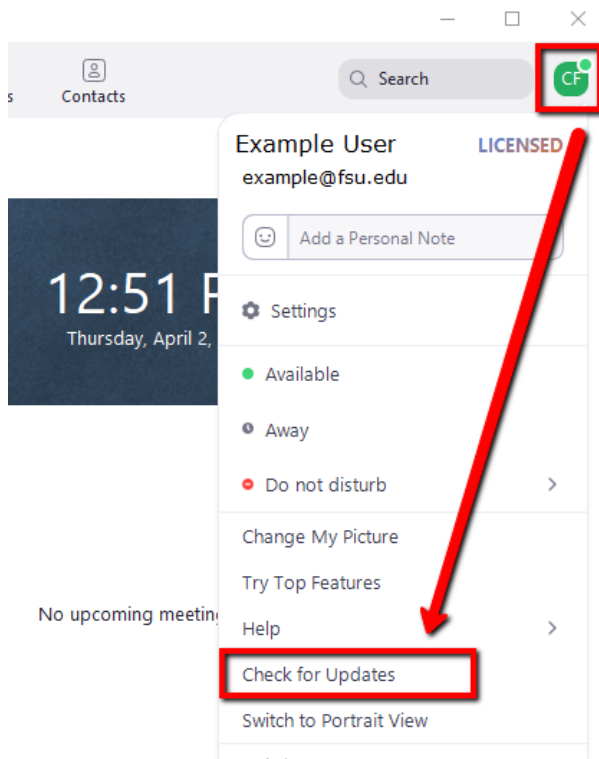 s
Contacts
Search
CF
Example User
LICENSED
example@fsu.edu
Add a Personal Note
12:51 P
Thursday, April 2,
Settings
Available
Away
Do not disturb
Change My Picture
Try Top Features
No upcoming meeting
Help
Check for Updates
Switch to Portrait View